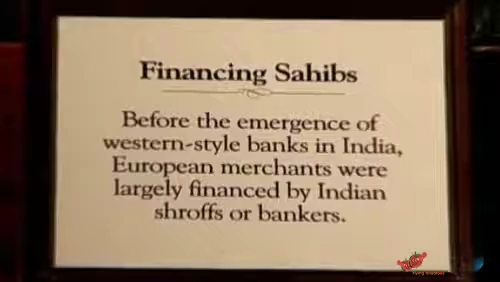 Financing Sahibs
Before the emergence of
western-style banks in India,
European merchants were
largely financed by Indian
shroffs or bankers.